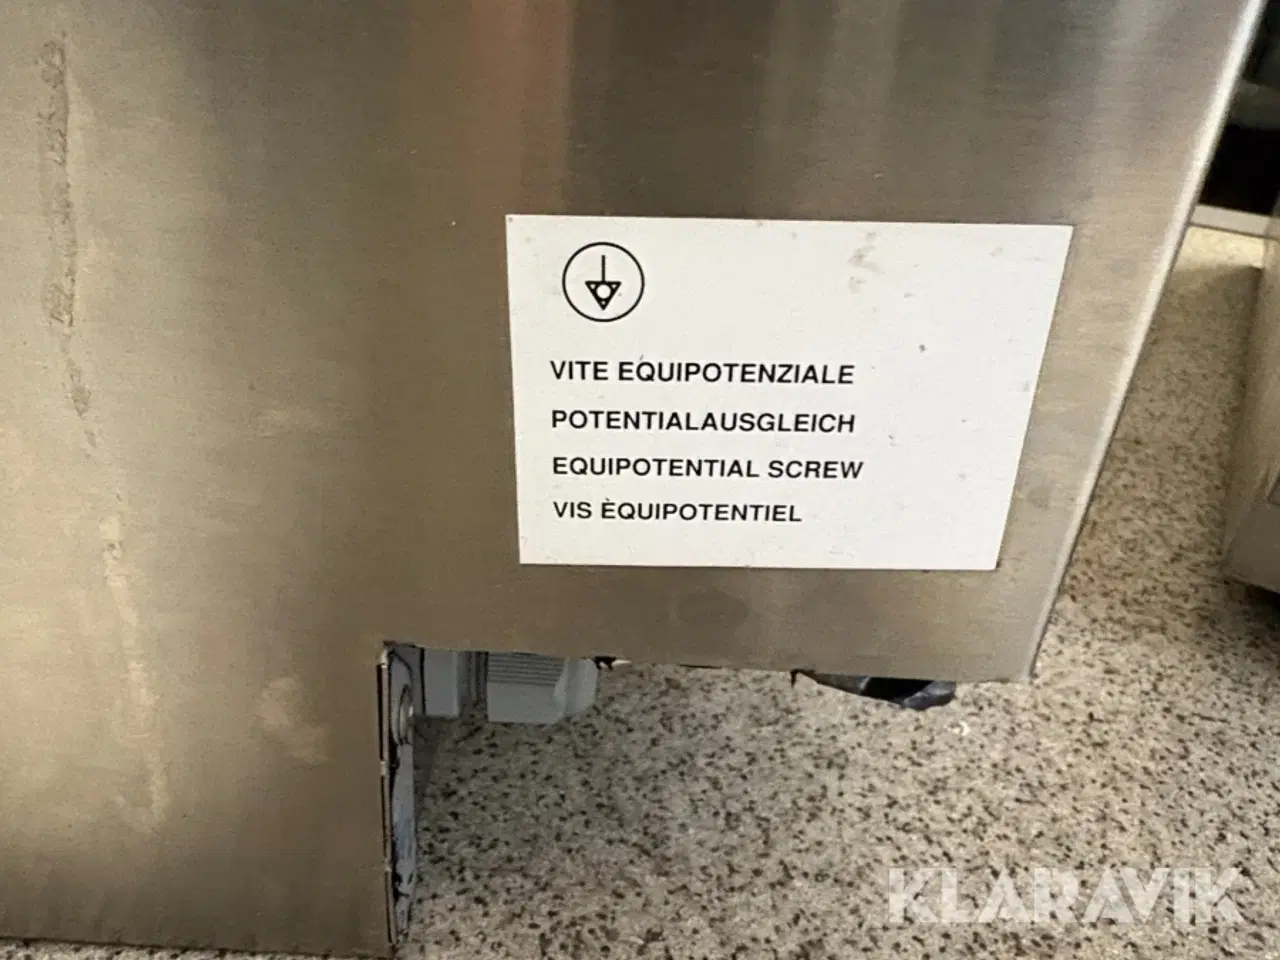 VITE EQUIPOTENZIALE
POTENTIALAUSGLEICH
EQUIPOTENTIAL SCREW
VIS ÈQUIPOTENTIEL
KLARAVIK